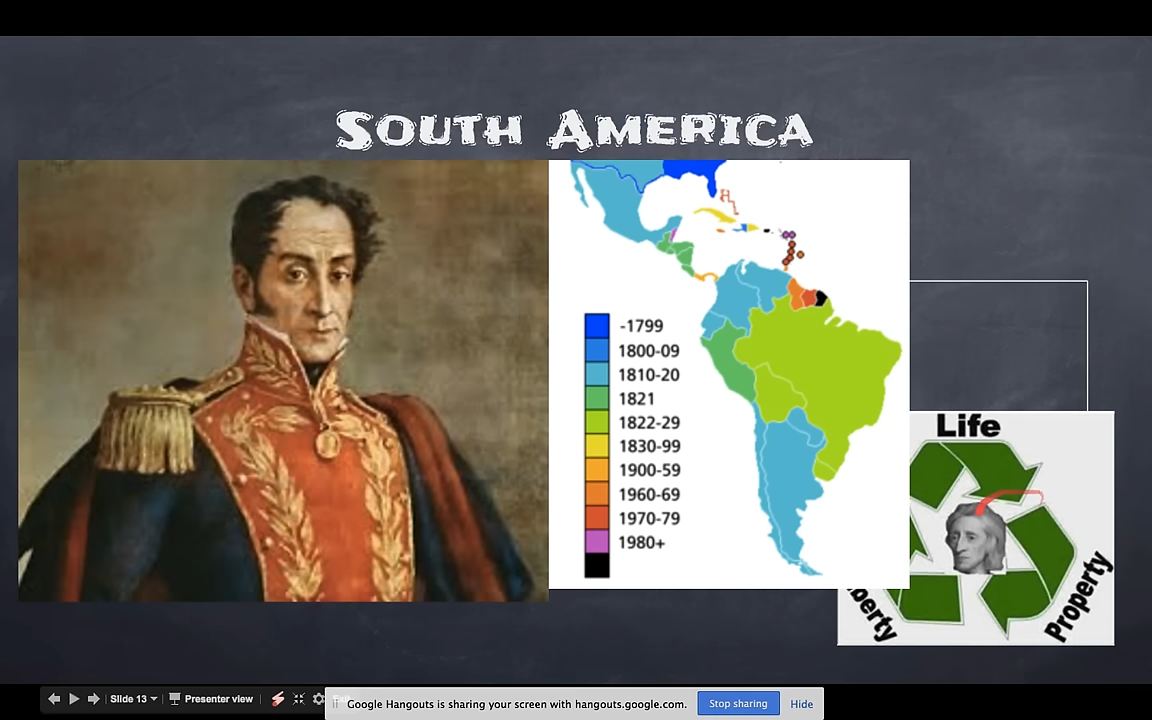 South America
-1799
1800-09
1810-20
1821
1822-29
1830-99
1900-59
1960-69
1970-79
1980+
Life
Property
Slide 13
Presenter view
Google Hangouts is sharing your screen with hangouts.google.com.
Stop sharing
Hide